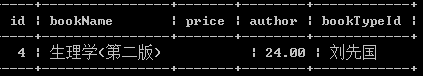 id | bookName | price | author | bookTypeId |
4 | 生理学(第二版) | 24.00 | 刘先国